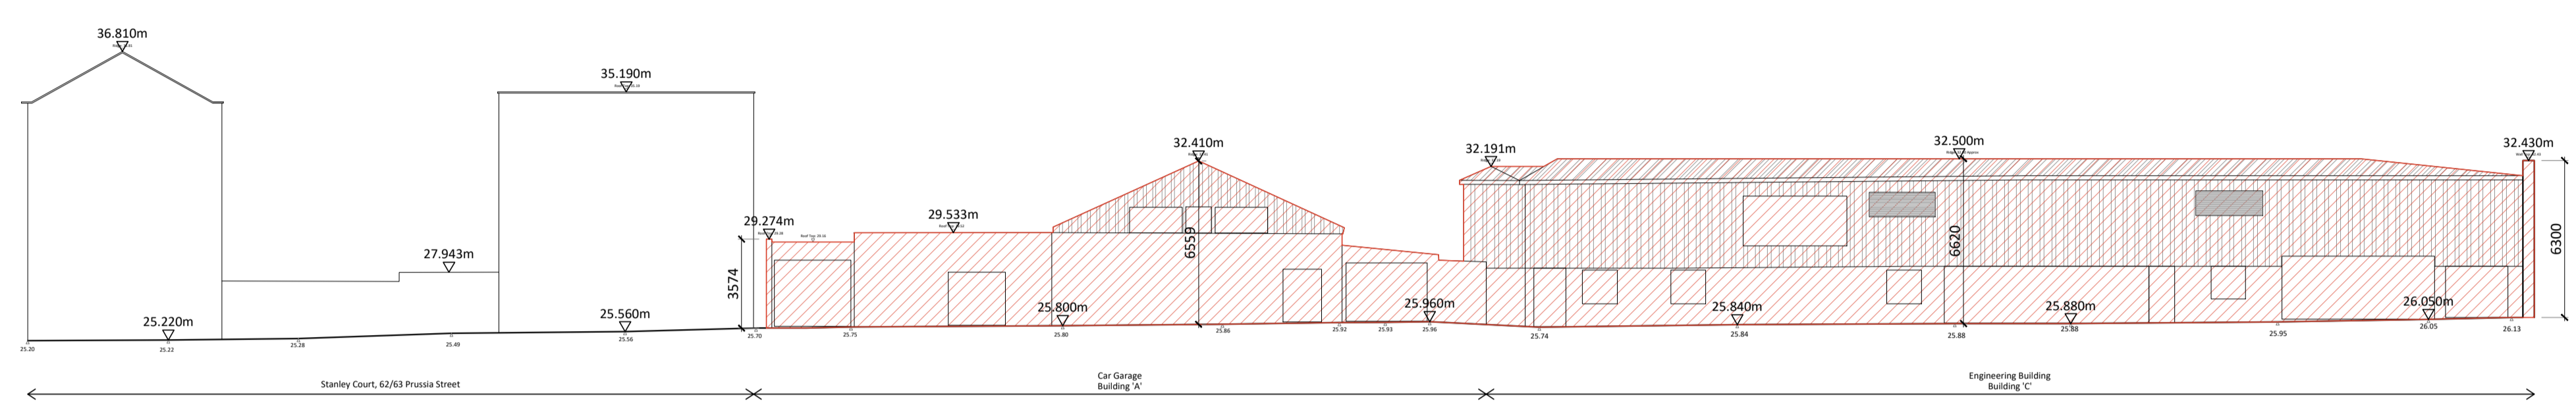 36.810m
35.190m
32.410m
32.191m
32.500m
32.430m
29.274m
29.533m
27.943m
3574
6559
6620
6300
25.220m
25.560m
25.800m
25.960m
25.840m
25.880m
26.050m
25.20
25.22
25.28
25.49
25.56
25.70
25.75
25.80
25.86
25.92
25.93
25.96
25.74
25.84
25.88
25.88
25.95
26.05
26.13
Stanley Court, 62/63 Prussia Street
Car Garage
Building 'A'
Engineering Building
Building 'C'